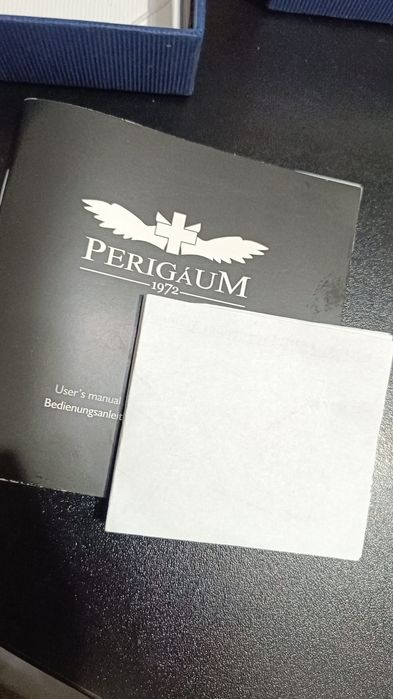 PERIGÁUM
1972
User's manual
Bedienungsanleit